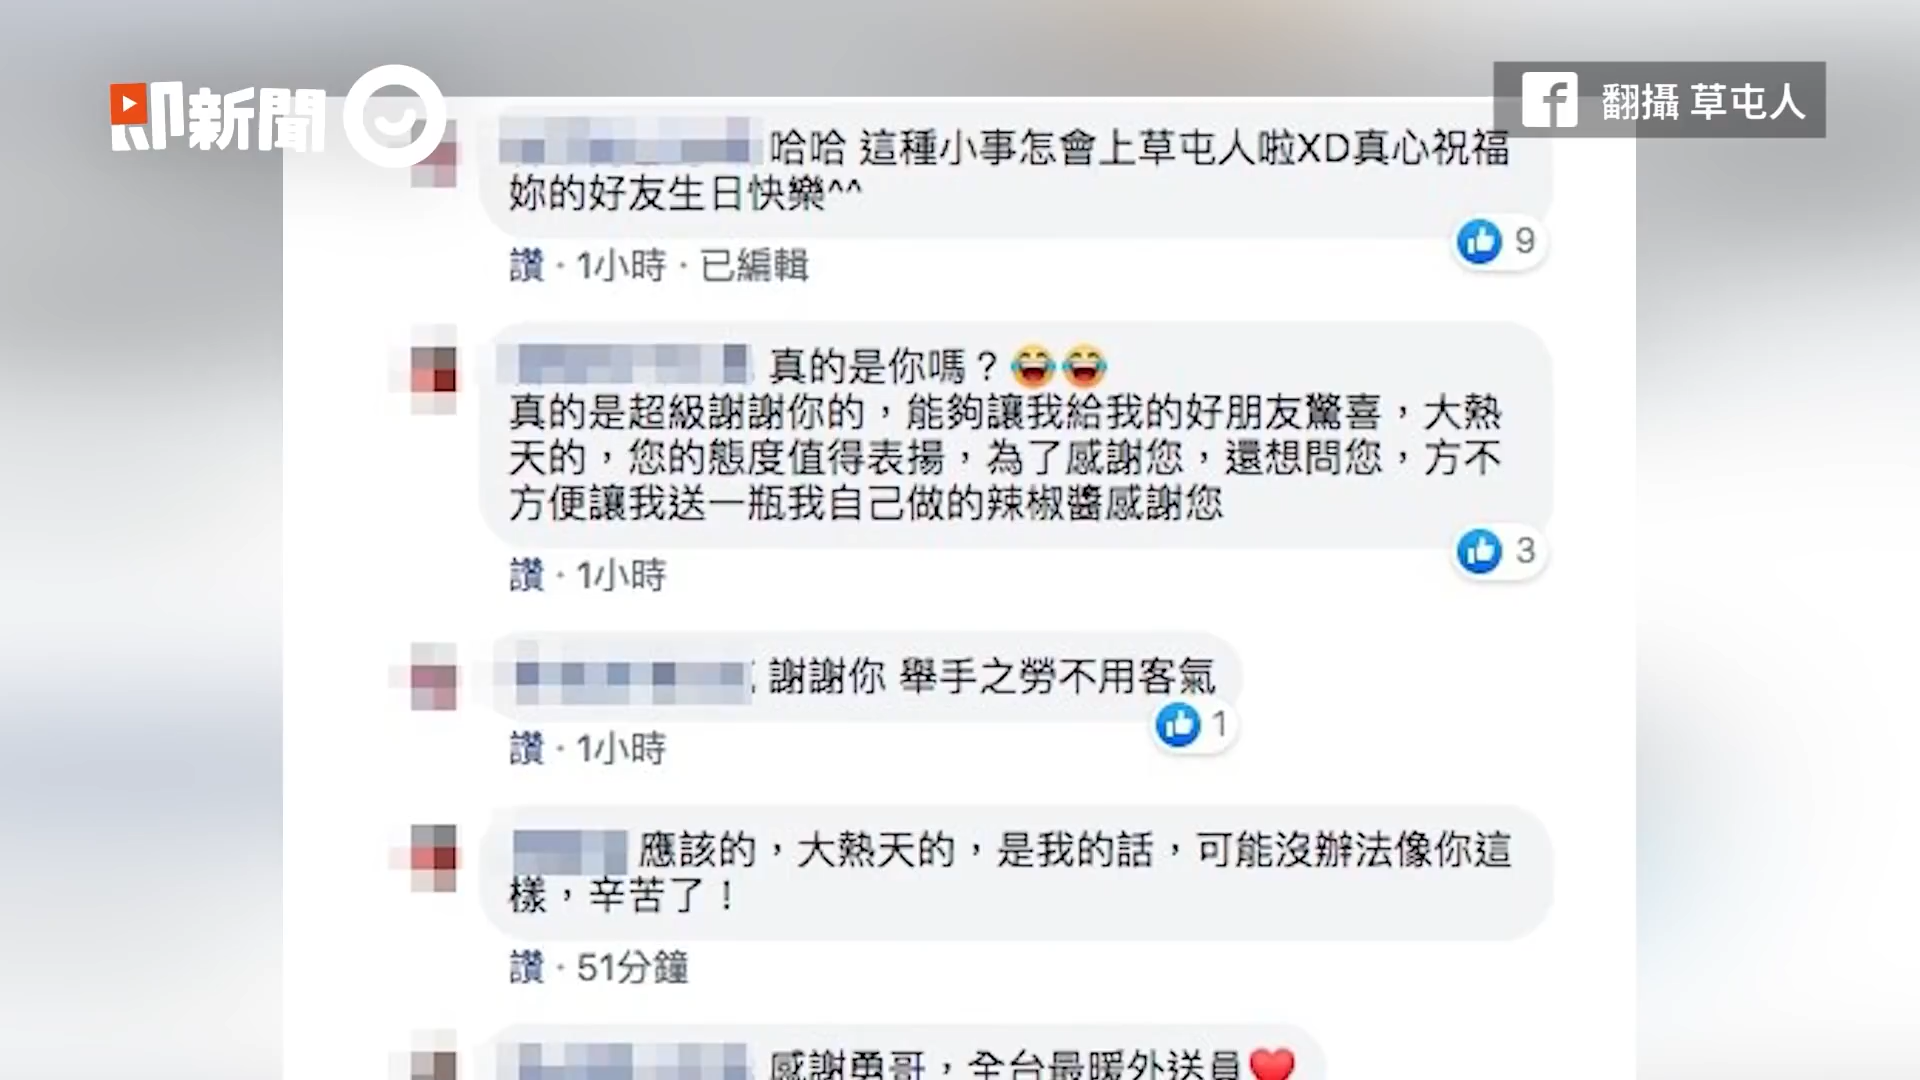 即新聞
翻攝 草屯人
哈哈 這種小事怎會上草屯人啦XD真心祝福
妳的好友生日快樂^^
9
讚 · 1小時 · 已編輯
真的是你嗎？😂😂
真的是超級謝謝你的，能夠讓我給我的好朋友驚喜，大熱
天的，您的態度值得表揚，為了感謝您，還想問您，方不
方便讓我送一瓶我自己做的辣椒醬感謝您
3
讚 · 1小時
謝謝你 舉手之勞不用客氣
1
讚 · 1小時
應該的，大熱天的，是我的話，可能沒辦法像你這
樣，辛苦了！
讚 · 51分鐘
感謝勇哥，全台最暖外送員❤️